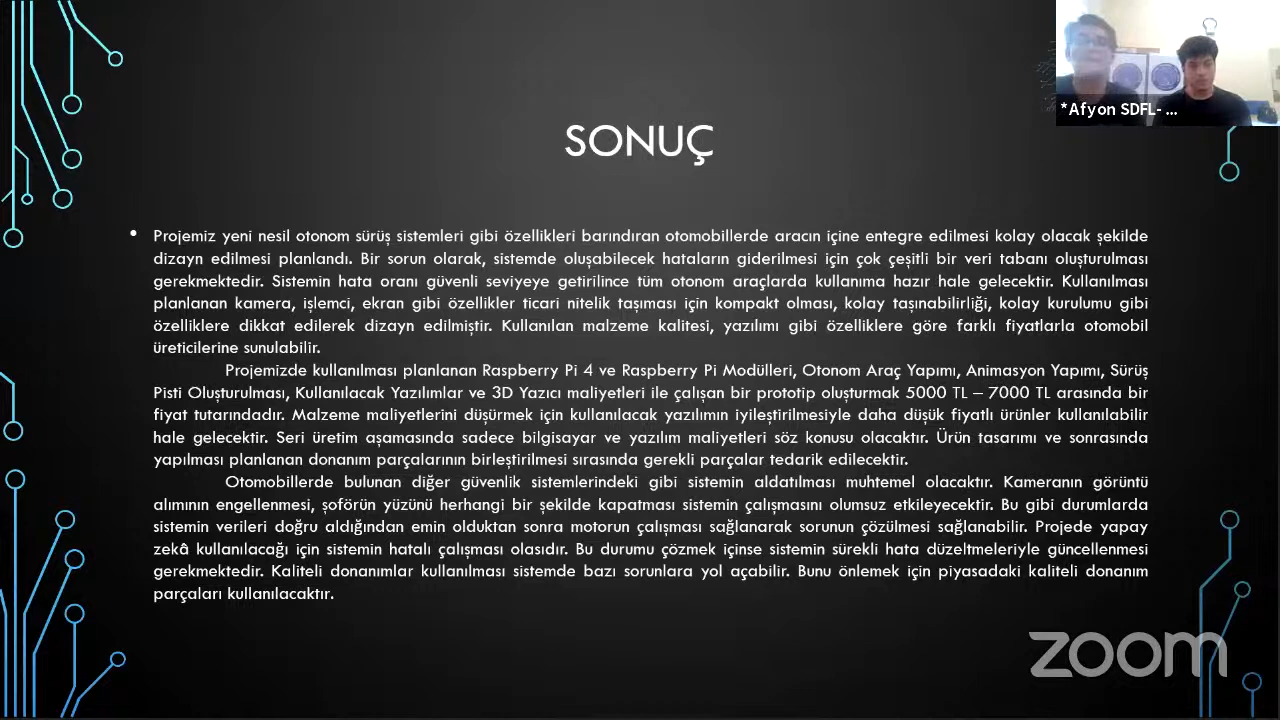 *Afyon SDFL- ...
SONUÇ
• Projemiz yeni nesil otonom sürüş sistemleri gibi özellikleri barındıran otomobillerde aracın içine entegre edilmesi kolay olacak şekilde
dizayn edilmesi planlandı. Bir sorun olarak, sistemde oluşabilecek hataların giderilmesi için çok çeşitli bir veri tabanı oluşturulması
gerekmektedir. Sistemin hata oranı güvenli seviyeye getirilince tüm otonom araçlarda kullanıma hazır hale gelecektir. Kullanılması
planlanan kamera, işlemci, ekran gibi özellikler ticari nitelik taşıması için kompakt olması, kolay taşınabilirliği, kolay kurulumu gibi
özelliklere dikkat edilerek dizayn edilmiştir. Kullanılan malzeme kalitesi, yazılımı gibi özelliklere göre farklı fiyatlarla otomobil
üreticilerine sunulabilir.
Projemizde kullanılması planlanan Raspberry Pi 4 ve Raspberry Pi Modülleri, Otonom Araç Yapımı, Animasyon Yapımı, Sürüş
Pisti Oluşturulması, Kullanılacak Yazılımlar ve 3D Yazıcı maliyetleri ile çalışan bir prototip oluşturmak 5000 TL – 7000 TL arasında bir
fiyat tutarındadır. Malzeme maliyetlerini düşürmek için kullanılacak yazılımın iyileştirilmesiyle daha düşük fiyatlı ürünler kullanılabilir
hale gelecektir. Seri üretim aşamasında sadece bilgisayar ve yazılım maliyetleri söz konusu olacaktır. Ürün tasarımı ve sonrasında
yapılması planlanan donanım parçalarının birleştirilmesi sırasında gerekli parçalar tedarik edilecektir.
Otomobillerde bulunan diğer güvenlik sistemlerindeki gibi sistemin aldatılması muhtemel olacaktır. Kameranın görüntü
alımının engellenmesi, şoförün yüzünü herhangi bir şekilde kapatması sistemin çalışmasını olumsuz etkileyecektir. Bu gibi durumlarda
sistemin verileri doğru aldığından emin olduktan sonra motorun çalışması sağlanarak sorunun çözülmesi sağlanabilir. Projede yapay
zekâ kullanılacağı için sistemin hatalı çalışması olasıdır. Bu durumu çözmek içinse sistemin sürekli hata düzeltmeleriyle güncellenmesi
gerekmektedir. Kaliteli donanımlar kullanılması sistemde bazı sorunlara yol açabilir. Bunu önlemek için piyasadaki kaliteli donanım
parçaları kullanılacaktır.
zoom